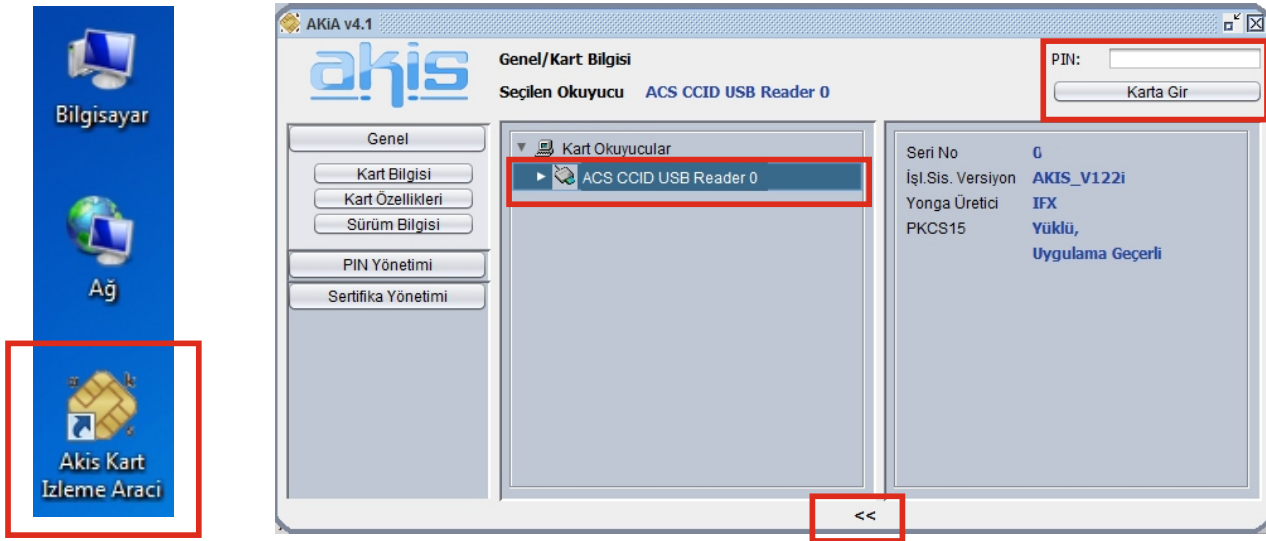 Bilgisayar
Ağ
Akis Kart
Izleme Araci
AKiA v4.1
akis
Genel/Kart Bilgisi
Seçilen Okuyucu ACS CCID USB Reader 0
PIN:
Karta Gir
Genel
Kart Bilgisi
Kart Özellikleri
Sürüm Bilgisi
PIN Yönetimi
Sertifika Yönetimi
Kart Okuyucular
ACS CCID USB Reader 0
Seri No
İşl.Sis. Versiyon AKIS_V122i
Yonga Üretici IFX
PKCS15 Yüklü,
Uygulama Geçerli
<<